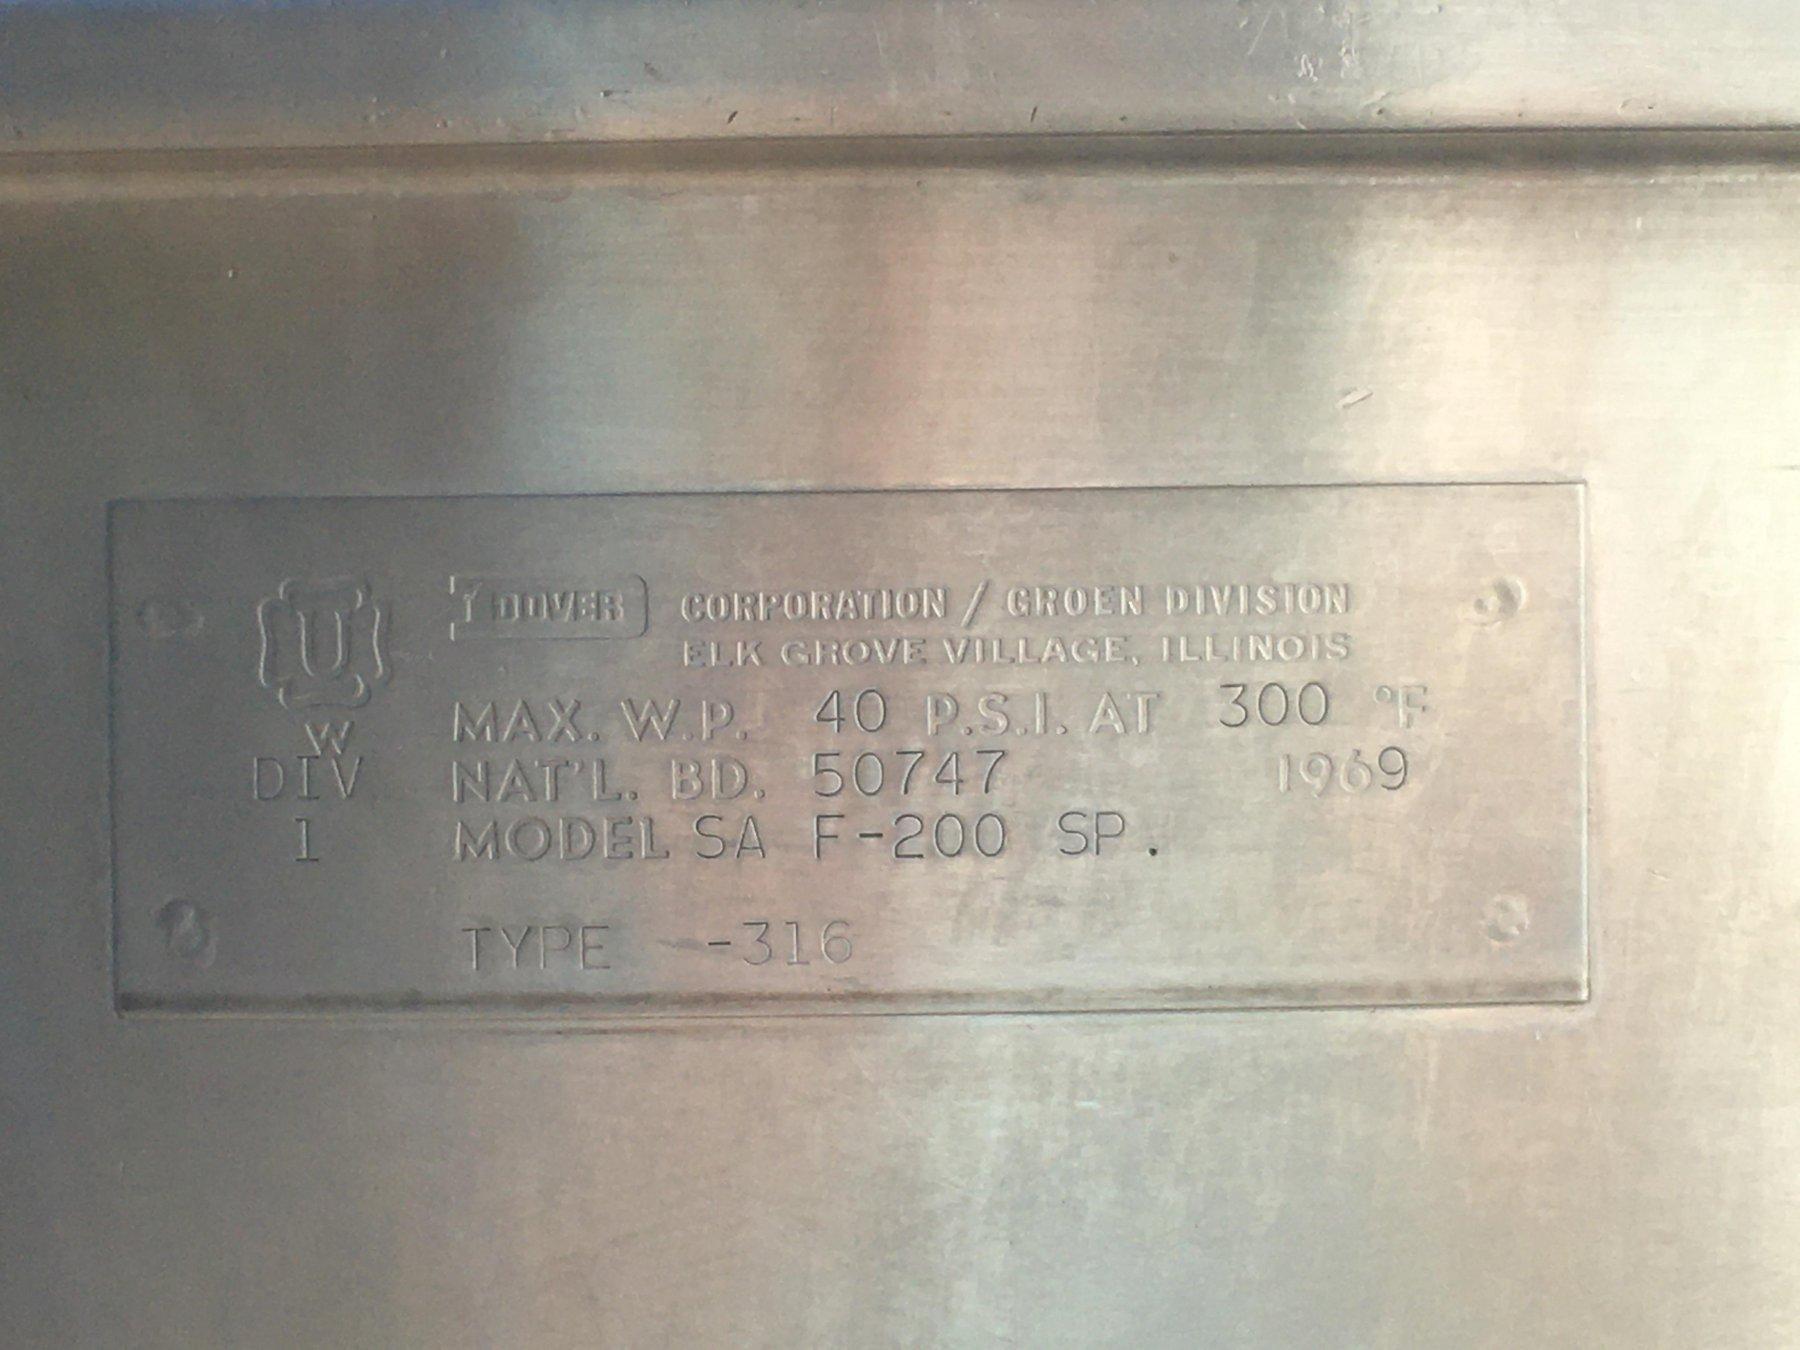 U DOVER CORPORATION / GROEN DIVISION
ELK GROVE VILLAGE, ILLINOIS
W MAX. W.P. 40 P.S.I. AT 300 °F
DIV NAT'L. BD. 50747 1969
1 MODEL SA F-200 SP.
TYPE -316